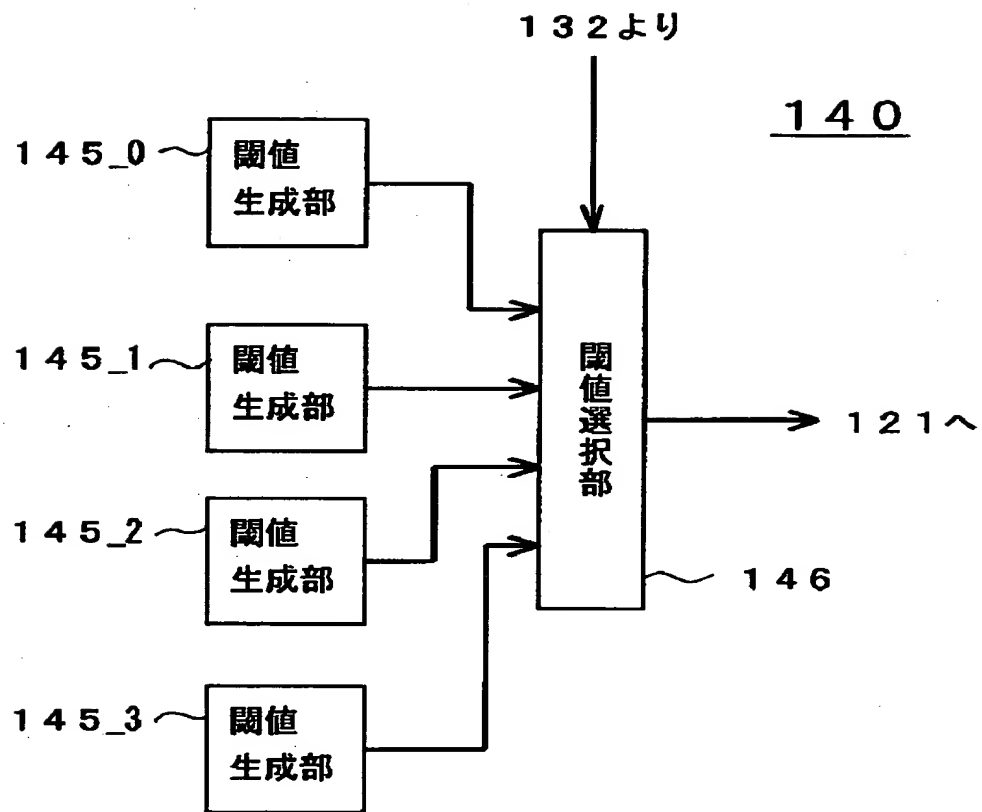 132より
140
145_0
閾値
生成部
145_1
閾値
生成部
閾値選択部
121へ
145_2
閾値
生成部
146
145_3
閾値
生成部